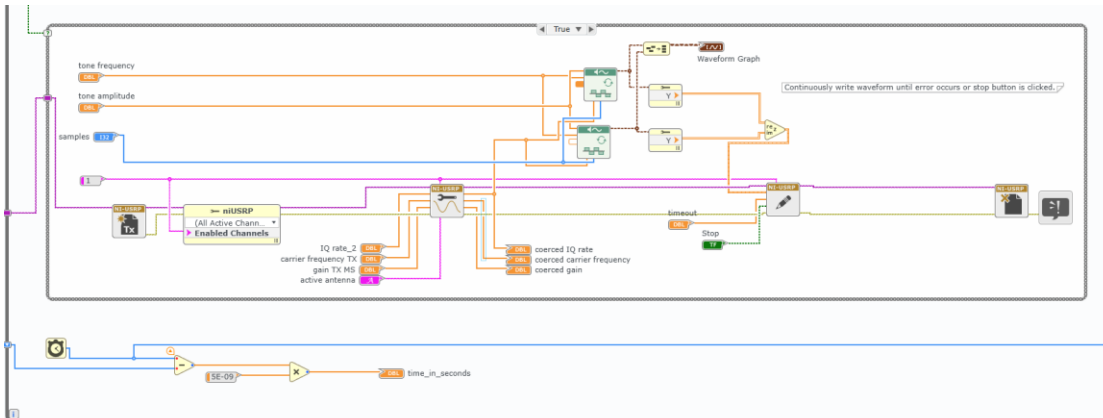 True
tone frequency
DBL
Waveform Graph
Continuously write waveform until error occurs or stop button is clicked.
tone amplitude
DBL
Y
samples
I32
Y
1
NI-USRP
NI-USRP
NI-USRP
NI-USRP
Tx
niUSRP
(All Active Chann...
Enabled Channels
timeout
DBL
Stop
TF
IQ rate_2
DBL
DBL
coerced IQ rate
carrier frequency TX
DBL
DBL
coerced carrier frequency
gain TX MS
DBL
DBL
coerced gain
active antenna
5E-09
DBL
time_in_seconds
i